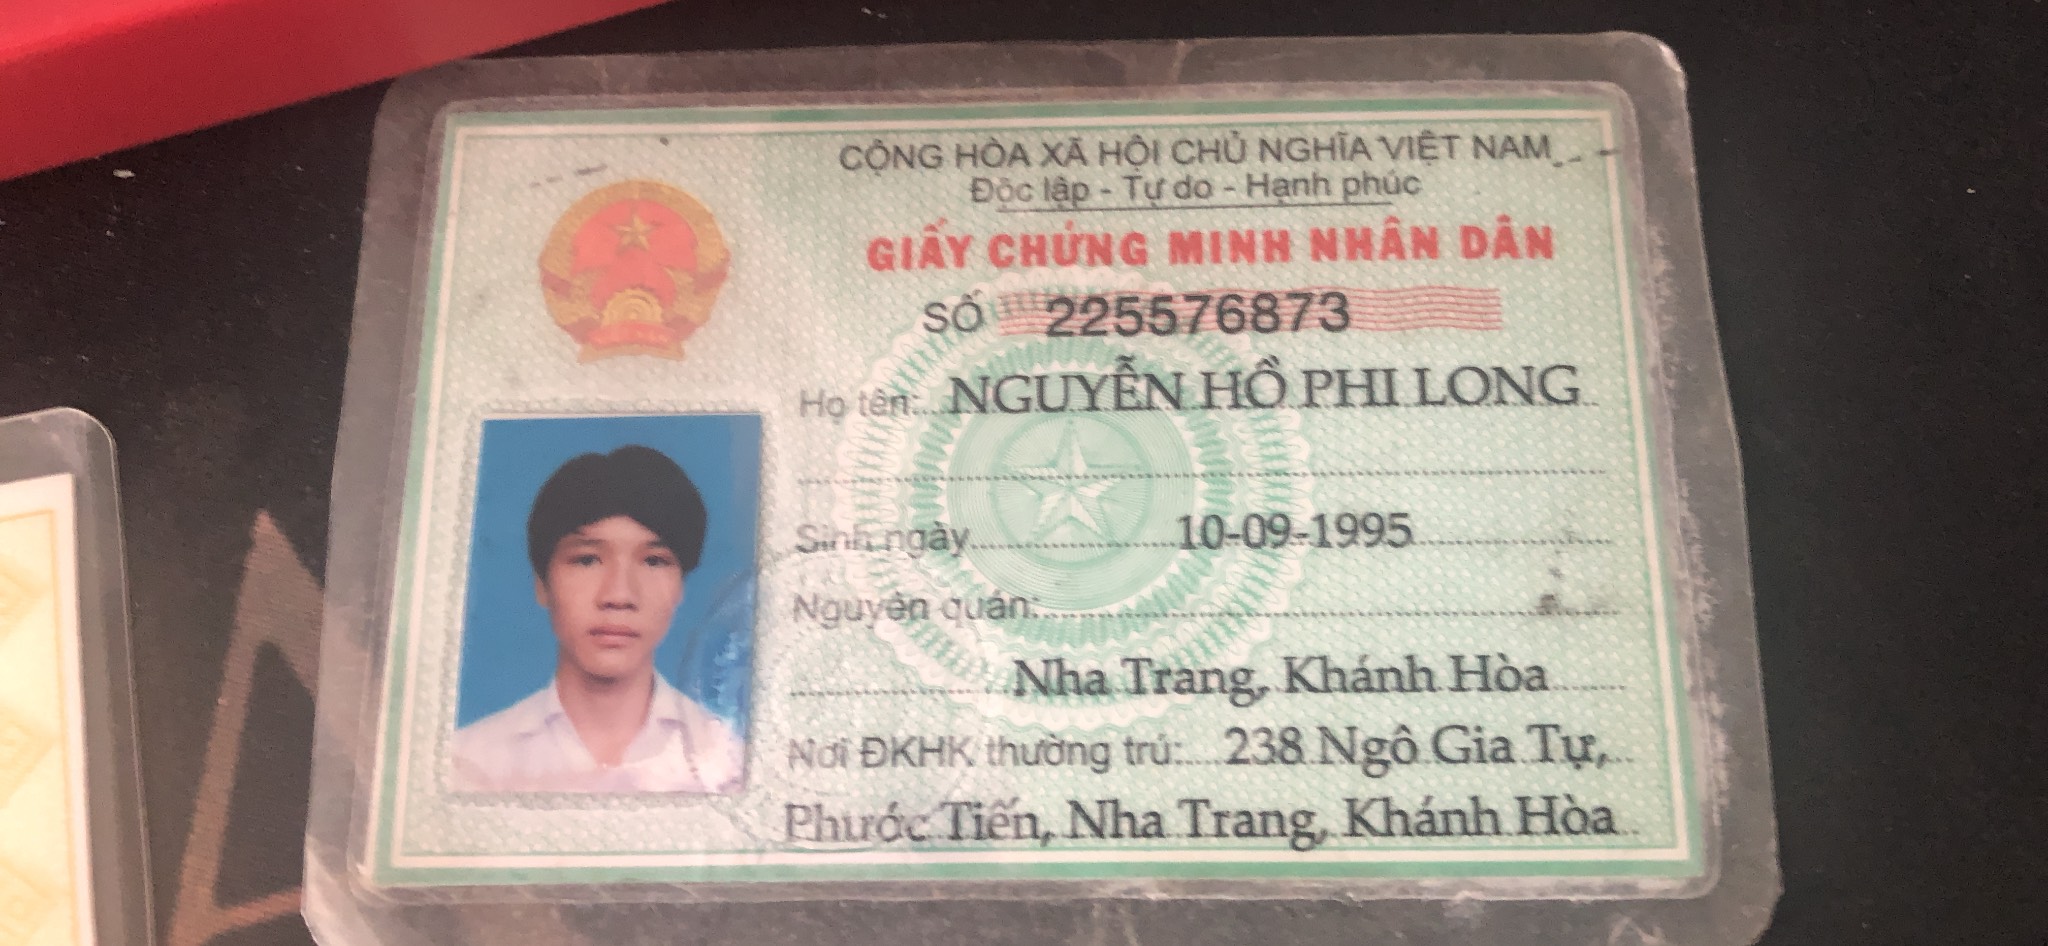 CỘNG HÒA XÃ HỘI CHỦ NGHĨA VIỆT NAM
Độc lập - Tự do - Hạnh phúc
GIẤY CHỨNG MINH NHÂN DÂN
SỐ 225576873
Họ tên: NGUYỄN HỒ PHI LONG
Sinh ngày 10-09-1995
Nguyên quán:
Nha Trang, Khánh Hòa
Nơi ĐKHK thường trú: 238 Ngô Gia Tự,
Phước Tiến, Nha Trang, Khánh Hòa